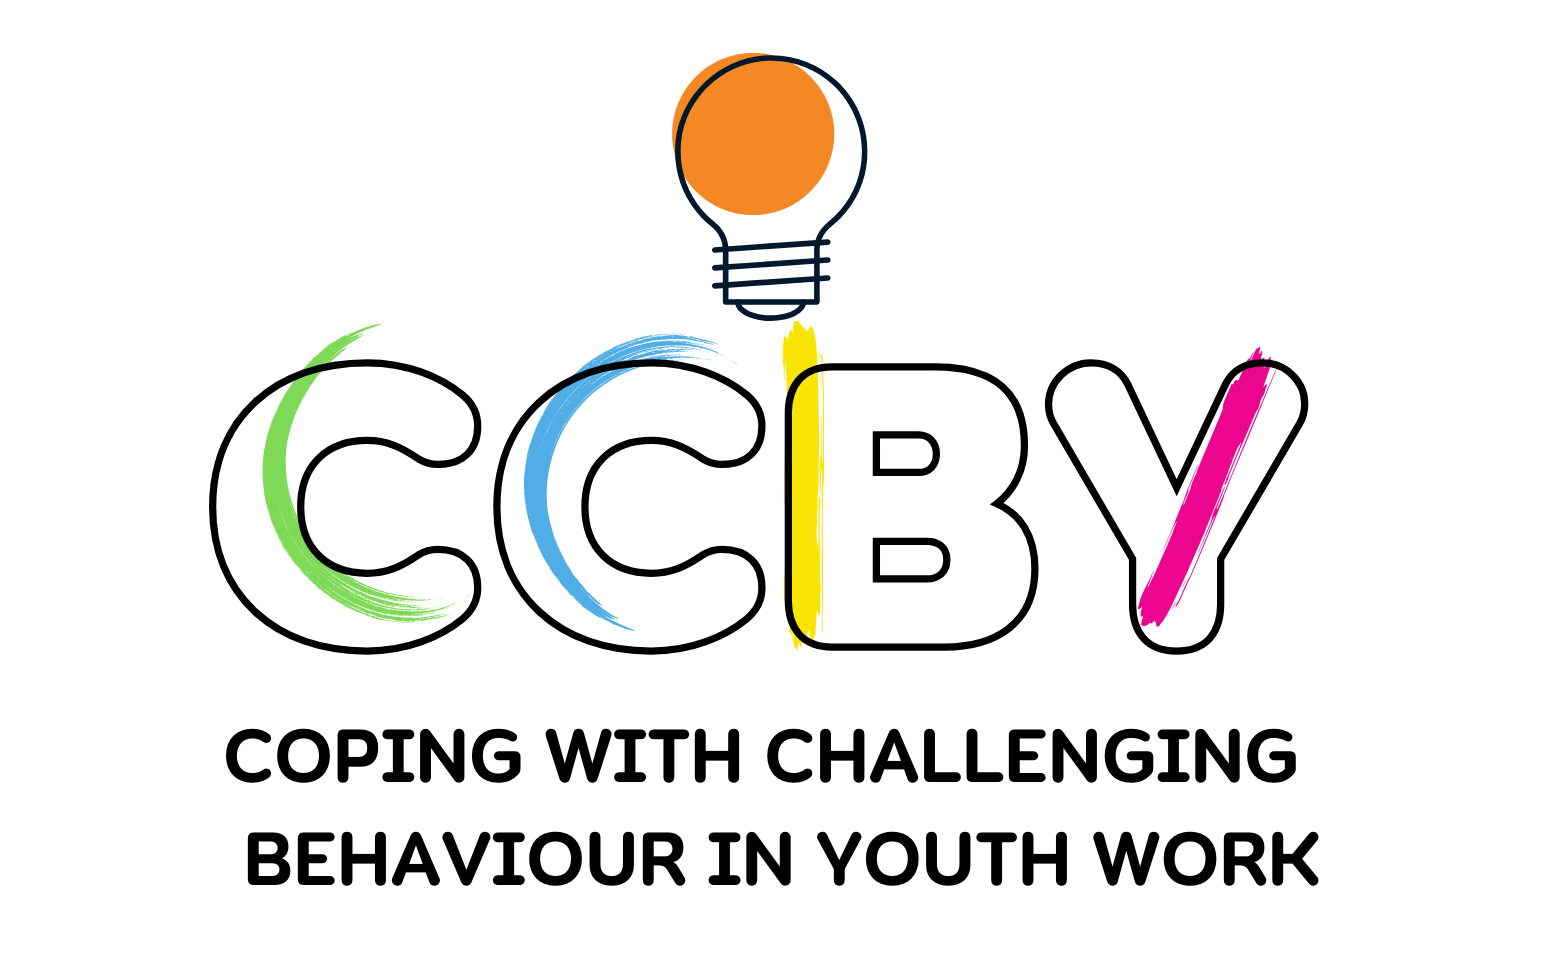 CCBY
COPING WITH CHALLENGING
BEHAVIOUR IN YOUTH WORK